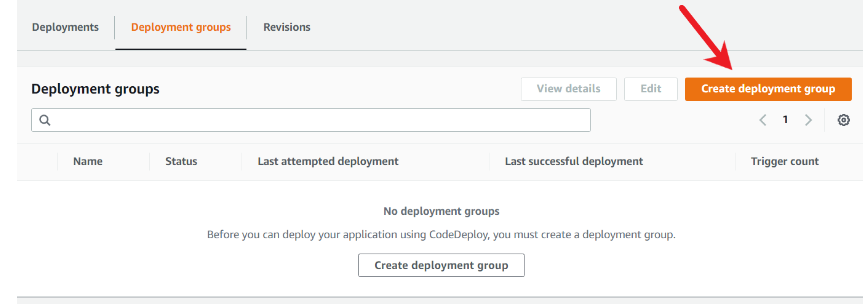 Deployments Deployment groups Revisions
Deployment groups View details Edit Create deployment group
1
Name Status Last attempted deployment Last successful deployment Trigger count
No deployment groups
Before you can deploy your application using CodeDeploy, you must create a deployment group.
Create deployment group